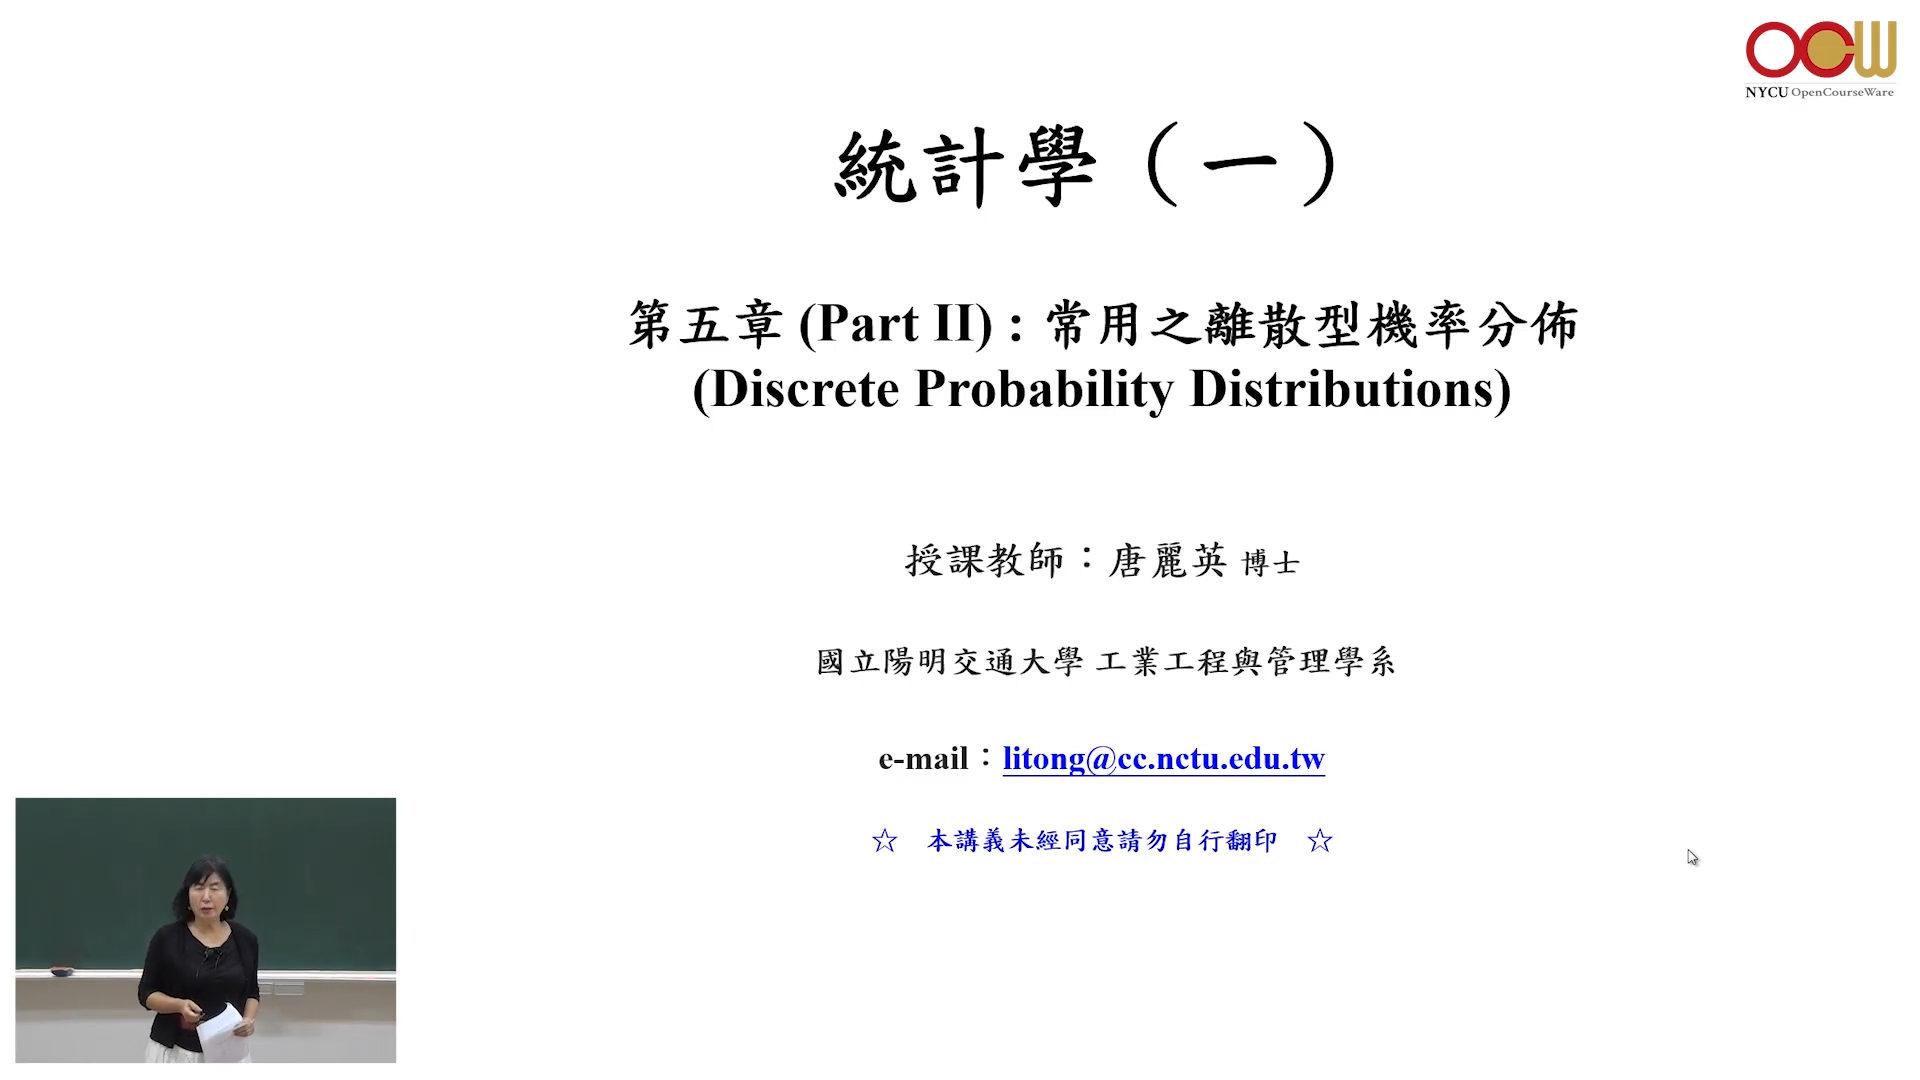 OCW
NYCU OpenCourseWare
統計學（一）
第五章 (Part II) : 常用之離散型機率分佈
(Discrete Probability Distributions)
授課教師：唐麗英 博士
國立陽明交通大學 工業工程與管理學系
e-mail：litong@cc.nctu.edu.tw
☆ 本講義未經同意請勿自行翻印 ☆